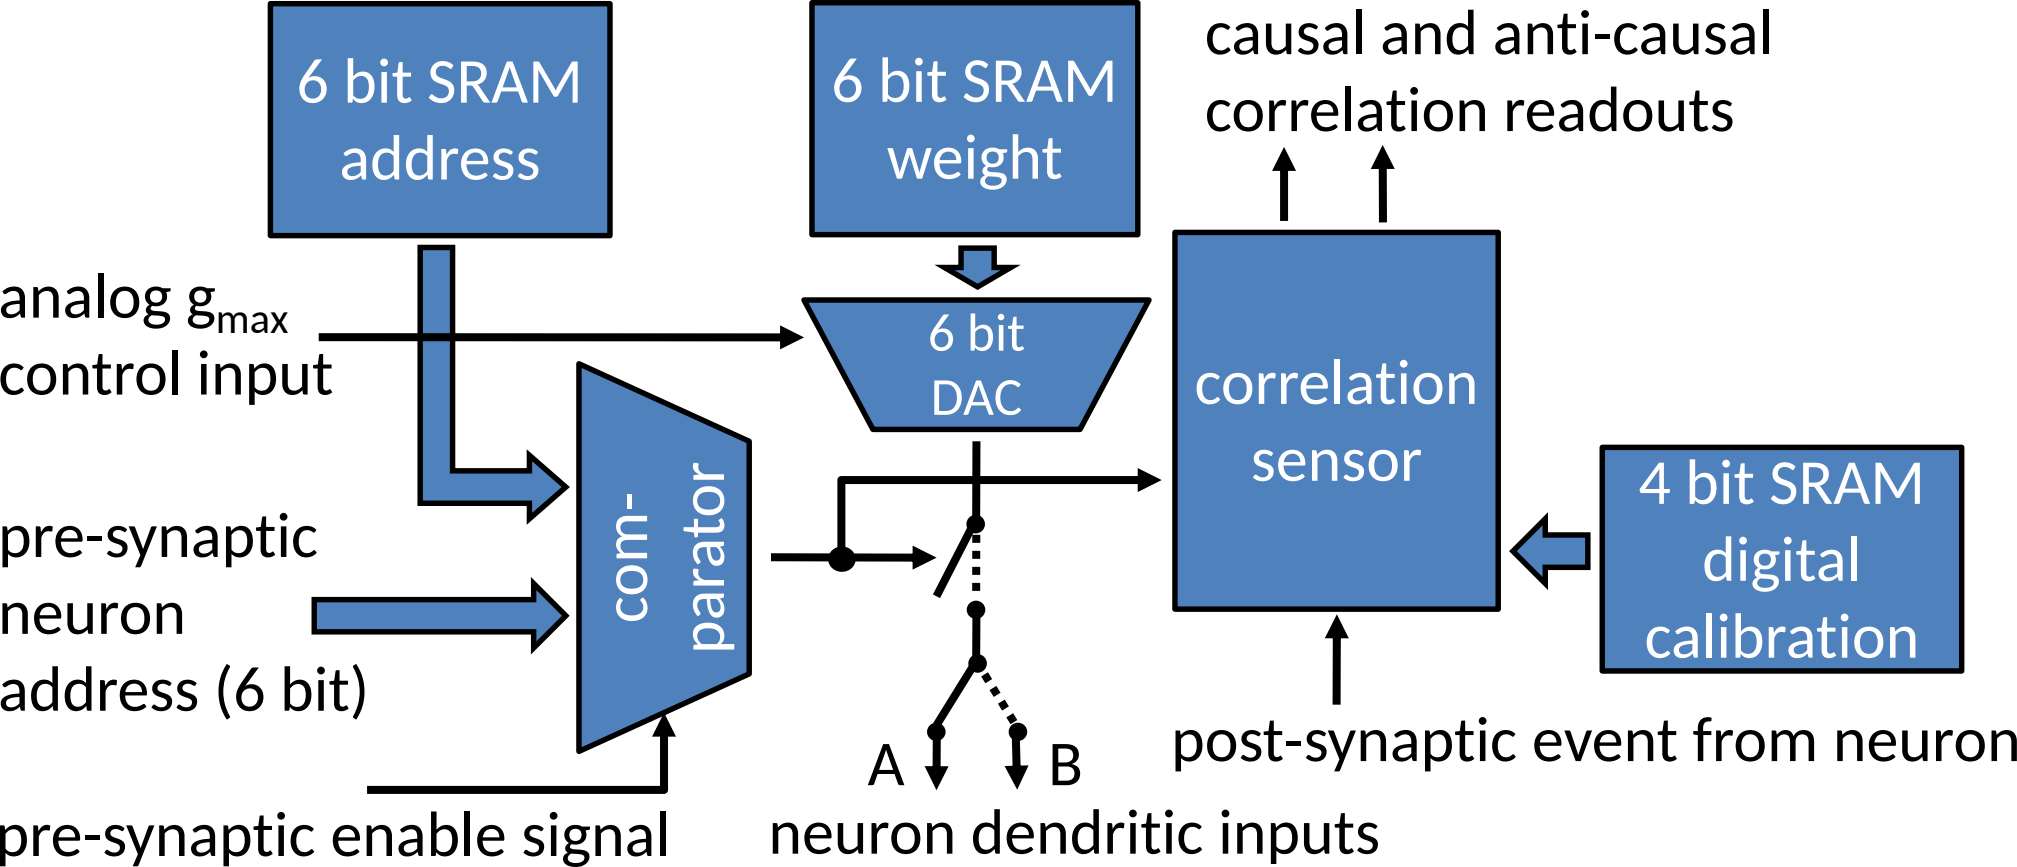 6 bit SRAM
address
6 bit SRAM
weight
causal and anti-causal
correlation readouts
analog gmax
control input
6 bit
DAC
correlation
sensor
4 bit SRAM
digital
calibration
com-
parator
pre-synaptic
neuron
address (6 bit)
A
B
post-synaptic event from neuron
pre-synaptic enable signal
neuron dendritic inputs